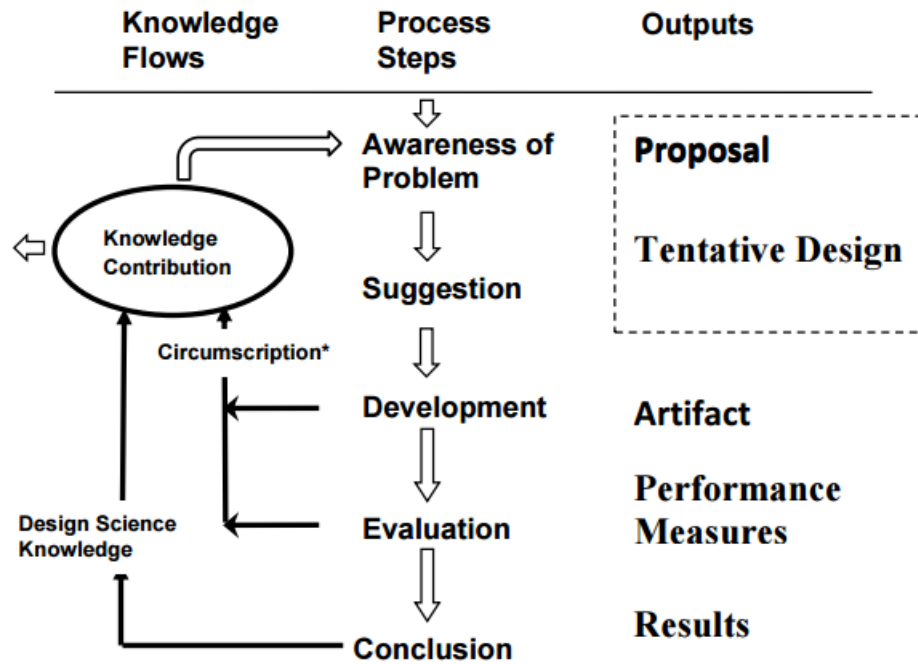 Knowledge
Flows
Process
Steps
Outputs
Awareness of
Problem
Proposal
Knowledge
Contribution
Tentative Design
Suggestion
Circumscription*
Development
Artifact
Performance
Measures
Design Science
Knowledge
Evaluation
Conclusion
Results